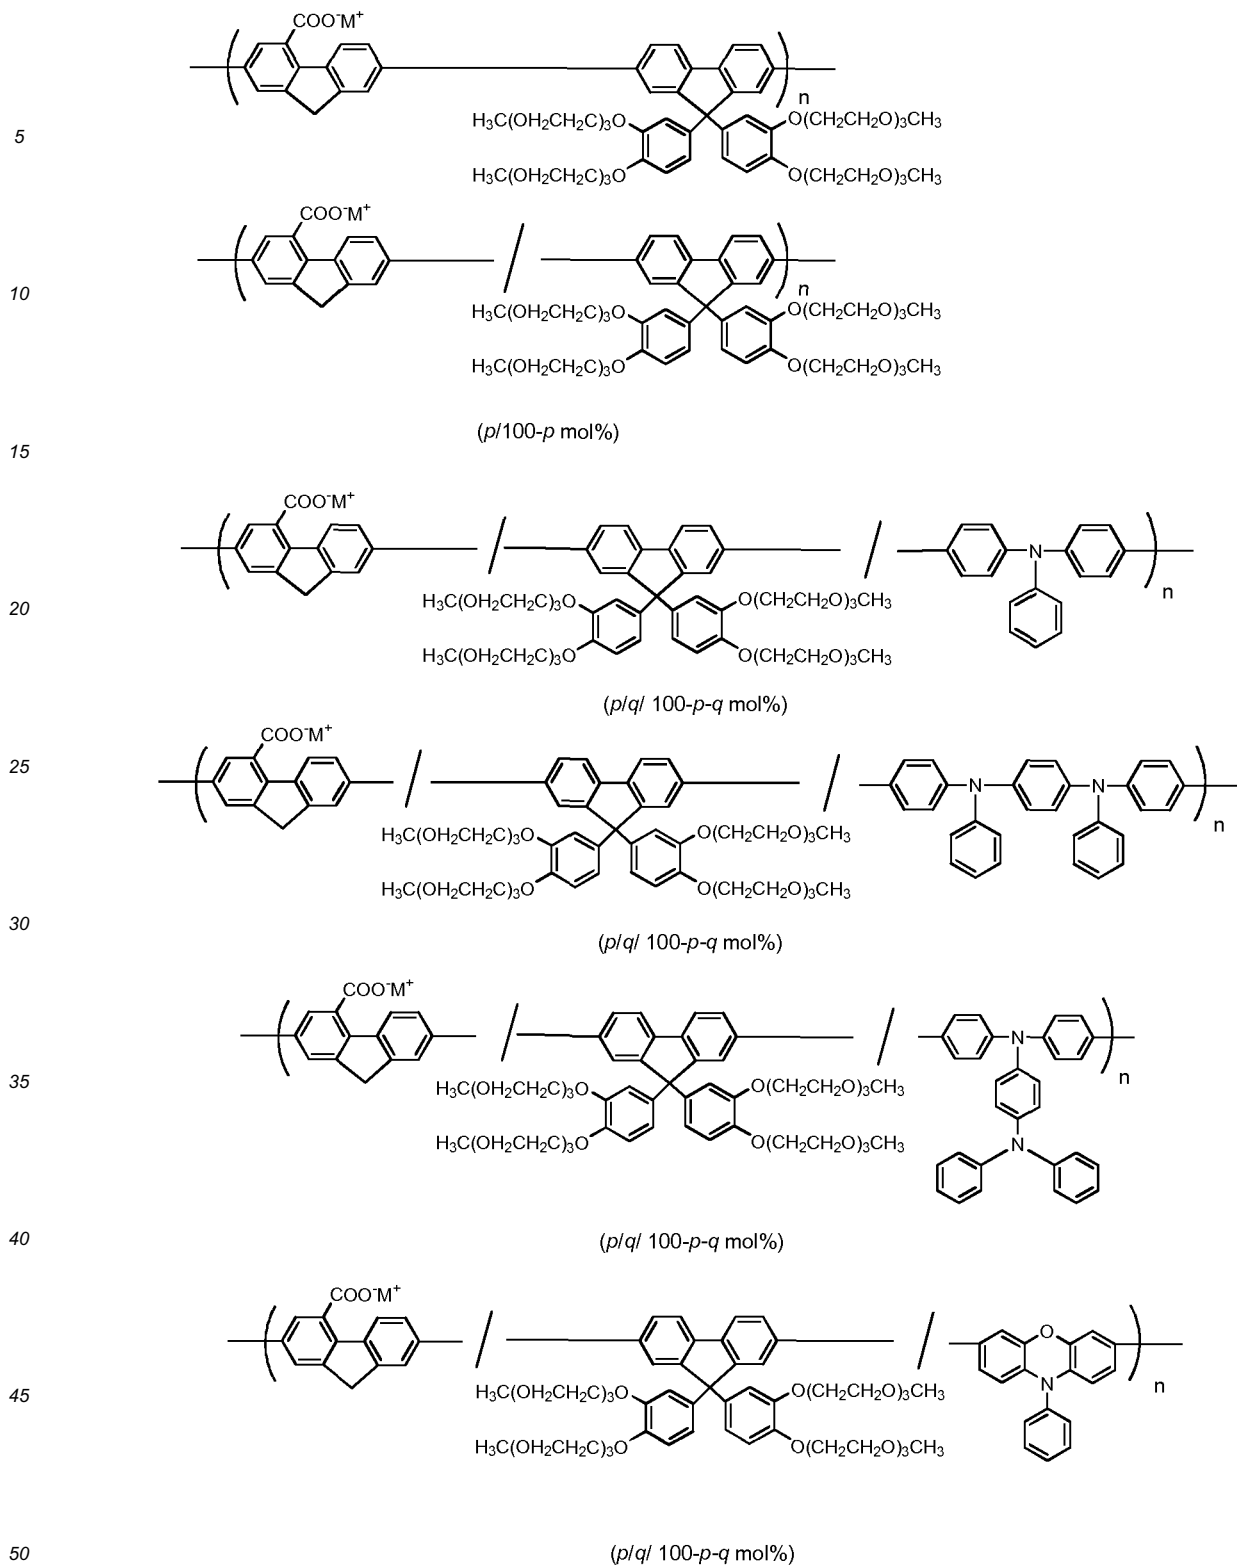 COO⁻M⁺
n
5
H₃C(OH₂CH₂C)₃O O(CH₂CH₂O)₃CH₃
H₃C(OH₂CH₂C)₃O O(CH₂CH₂O)₃CH₃
COO⁻M⁺
n
10
H₃C(OH₂CH₂C)₃O O(CH₂CH₂O)₃CH₃
H₃C(OH₂CH₂C)₃O O(CH₂CH₂O)₃CH₃
(p/100-p mol%)
15
COO⁻M⁺
N
n
20
H₃C(OH₂CH₂C)₃O O(CH₂CH₂O)₃CH₃
H₃C(OH₂CH₂C)₃O O(CH₂CH₂O)₃CH₃
(p/q/ 100-p-q mol%)
COO⁻M⁺
25
N N
n
H₃C(OH₂CH₂C)₃O O(CH₂CH₂O)₃CH₃
H₃C(OH₂CH₂C)₃O O(CH₂CH₂O)₃CH₃
30
(p/q/ 100-p-q mol%)
COO⁻M⁺
N
n
35
H₃C(OH₂CH₂C)₃O O(CH₂CH₂O)₃CH₃
H₃C(OH₂CH₂C)₃O O(CH₂CH₂O)₃CH₃
N
40
(p/q/ 100-p-q mol%)
COO⁻M⁺
O
N
n
45
H₃C(OH₂CH₂C)₃O O(CH₂CH₂O)₃CH₃
H₃C(OH₂CH₂C)₃O O(CH₂CH₂O)₃CH₃
50
(p/q/ 100-p-q mol%)